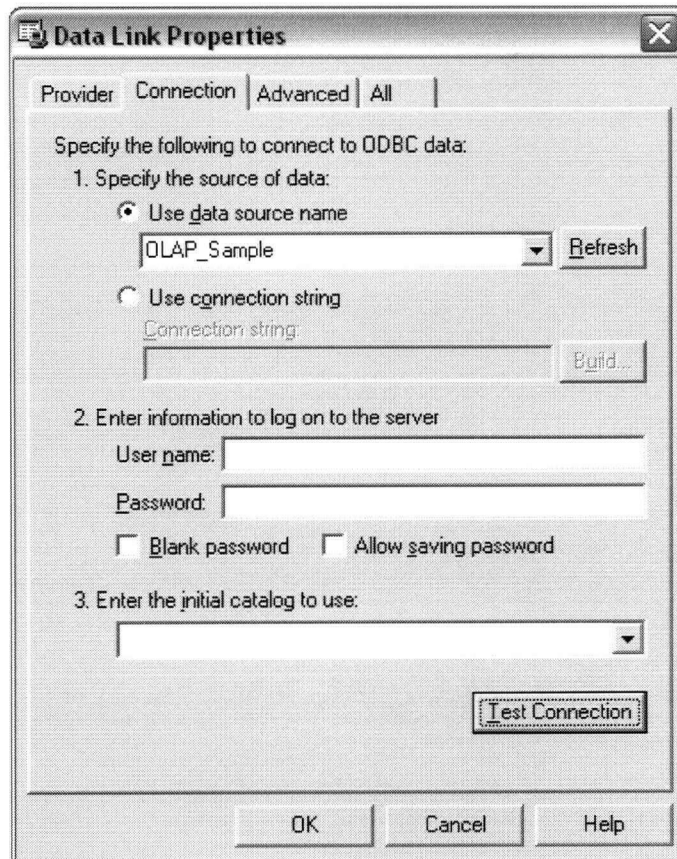 Data Link Properties
Provider Connection Advanced All
Specify the following to connect to ODBC data:
1. Specify the source of data:
Use data source name
OLAP_Sample Refresh
Use connection string
Connection string:
Build...
2. Enter information to log on to the server
User name:
Password:
Blank password Allow saving password
3. Enter the initial catalog to use:
Test Connection
OK Cancel Help